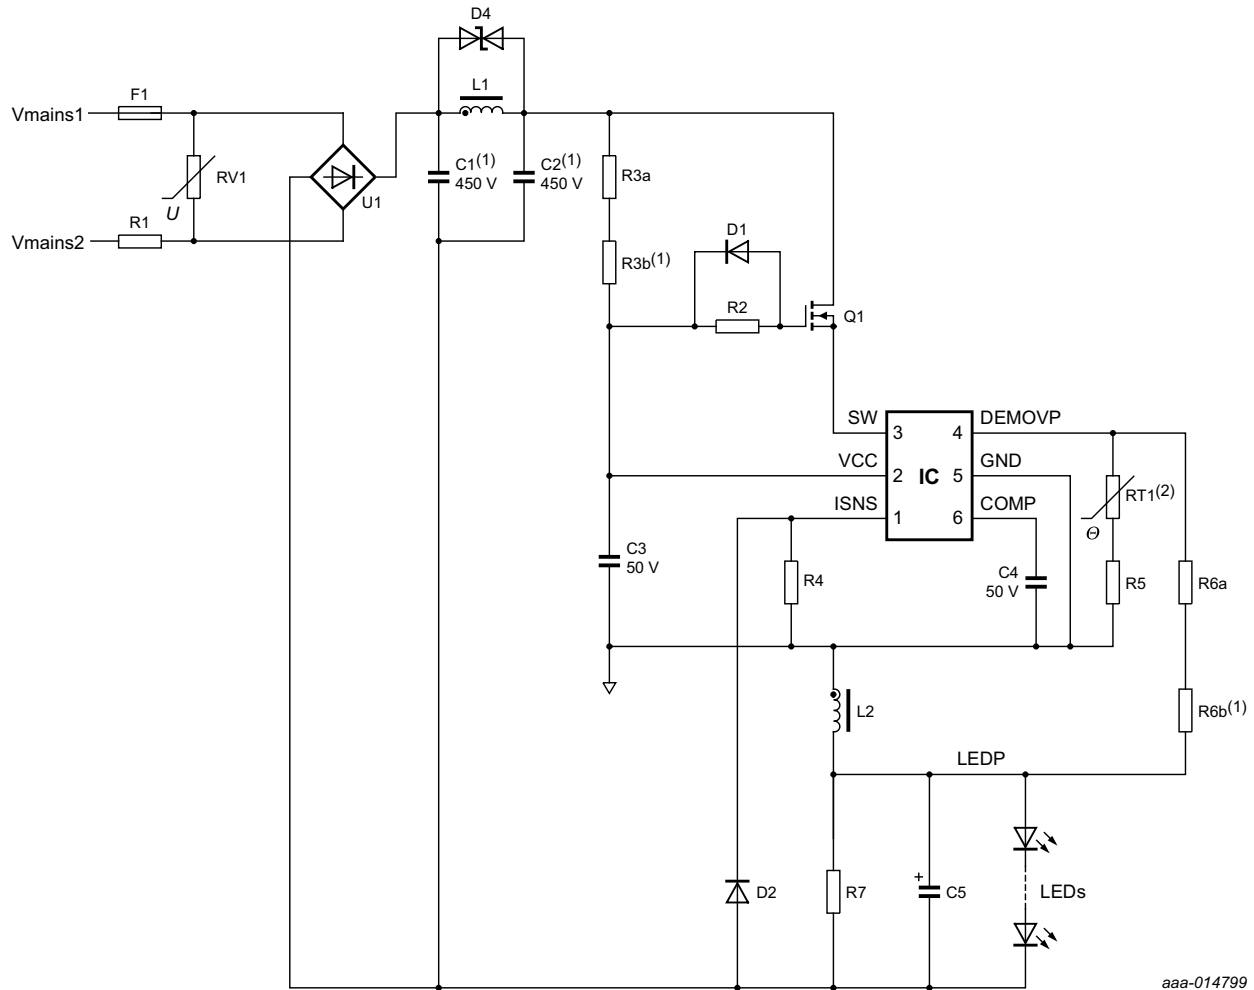 D4
L1
F1
Vmains1
C1(1)
450 V
C2(1)
450 V
R3a
RV1
U
U1
R1
Vmains2
D1
R3b(1)
R2
Q1
SW
DEMOVP
3
4
VCC
GND
2
IC
5
RT1(2)
ISNS
COMP
1
6
Θ
C3
50 V
R4
C4
50 V
R5
R6a
L2
R6b(1)
LEDP
D2
R7
+
C5
LEDs
aaa-014799